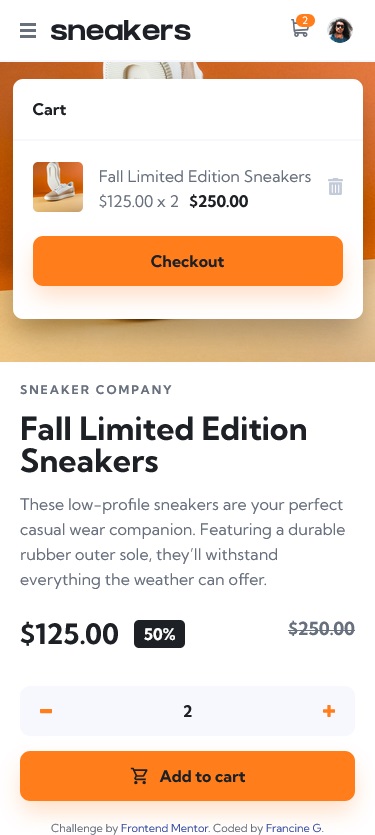 sneakers
2
Cart
Fall Limited Edition Sneakers
$125.00 x 2 $250.00
Checkout
SNEAKER COMPANY
Fall Limited Edition
Sneakers
These low-profile sneakers are your perfect
casual wear companion. Featuring a durable
rubber outer sole, they’ll withstand
everything the weather can offer.
$125.00 50% $250.00
2
Add to cart
Challenge by Frontend Mentor. Coded by Francine G.